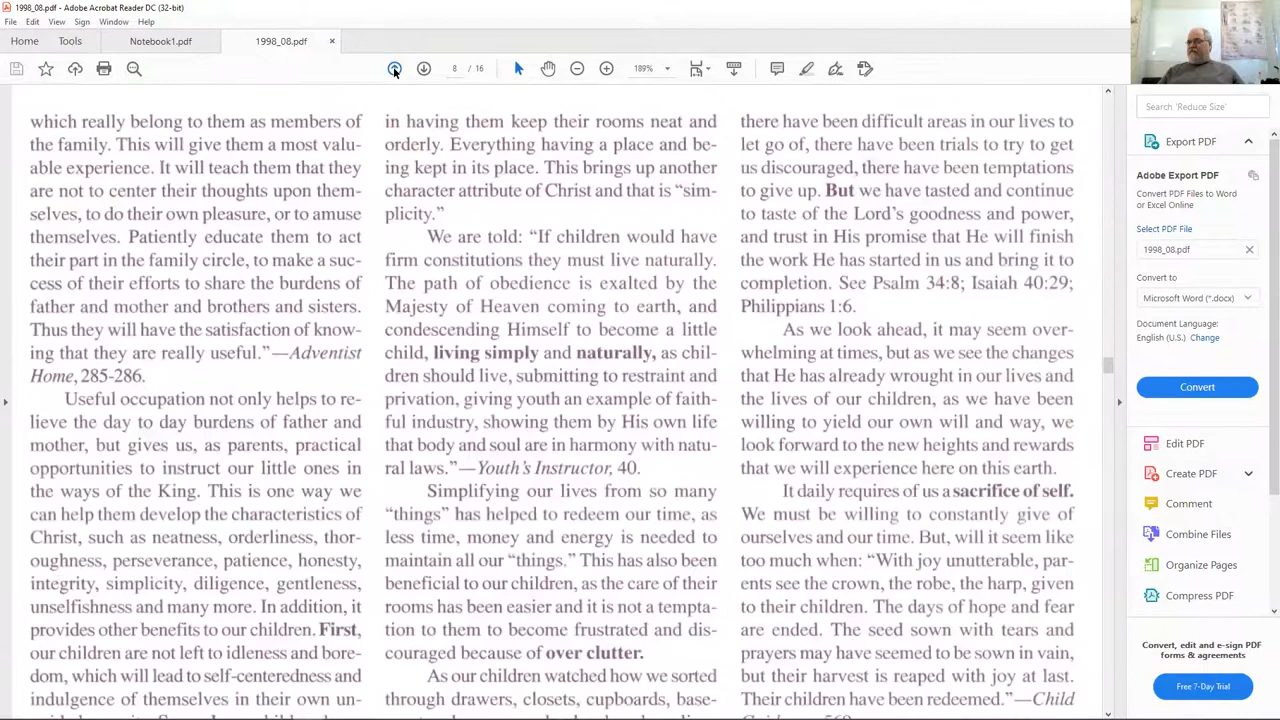 1998_08.pdf - Adobe Acrobat Reader DC (32-bit)
File Edit View Sign Window Help
Home Tools Notebook1.pdf 1998_08.pdf ×
8 / 16 189%
which really belong to them as members of
the family. This will give them a most valu-
able experience. It will teach them that they
are not to center their thoughts upon them-
selves, to do their own pleasure, or to amuse
themselves. Patiently educate them to act
their part in the family circle, to make a suc-
cess of their efforts to share the burdens of
father and mother and brothers and sisters.
Thus they will have the satisfaction of know-
ing that they are really useful.”—Adventist
Home, 285-286.
Useful occupation not only helps to re-
lieve the day to day burdens of father and
mother, but gives us, as parents, practical
opportunities to instruct our little ones in
the ways of the King. This is one way we
can help them develop the characteristics of
Christ, such as neatness, orderliness, thor-
oughness, perseverance, patience, honesty,
integrity, simplicity, diligence, gentleness,
unselfishness and many more. In addition, it
provides other benefits to our children. First,
our children are not left to idleness and bore-
dom, which will lead to self-centeredness and
indulgence of themselves in their own un-
in having them keep their rooms neat and
orderly. Everything having a place and be-
ing kept in its place. This brings up another
character attribute of Christ and that is “sim-
plicity.”
We are told: “If children would have
firm constitutions they must live naturally.
The path of obedience is exalted by the
Majesty of Heaven coming to earth, and
condescending Himself to become a little
child, living simply and naturally, as chil-
dren should live, submitting to restraint and
privation, giving youth an example of faith-
ful industry, showing them by His own life
that body and soul are in harmony with natu-
ral laws.”—Youth’s Instructor, 40.
Simplifying our lives from so many
“things” has helped to redeem our time, as
less time, money and energy is needed to
maintain all our “things.” This has also been
beneficial to our children, as the care of their
rooms has been easier and it is not a tempta-
tion to them to become frustrated and dis-
couraged because of over clutter.
As our children watched how we sorted
through drawers, closets, cupboards, base-
there have been difficult areas in our lives to
let go of, there have been trials to try to get
us discouraged, there have been temptations
to give up. But we have tasted and continue
to taste of the Lord’s goodness and power,
and trust in His promise that He will finish
the work He has started in us and bring it to
completion. See Psalm 34:8; Isaiah 40:29;
Philippians 1:6.
As we look ahead, it may seem over-
whelming at times, but as we see the changes
that He has already wrought in our lives and
the lives of our children, as we have been
willing to yield our own will and way, we
look forward to the new heights and rewards
that we will experience here on this earth.
It daily requires of us a sacrifice of self.
We must be willing to constantly give of
ourselves and our time. But, will it seem like
too much when: “With joy unutterable, par-
ents see the crown, the robe, the harp, given
to their children. The days of hope and fear
are ended. The seed sown with tears and
prayers may have seemed to be sown in vain,
but their harvest is reaped with joy at last.
Their children have been redeemed.”—Child
Search 'Reduce Size'
Export PDF
Adobe Export PDF
Convert PDF Files to Word
or Excel Online
Select PDF File
1998_08.pdf
Convert to
Microsoft Word (*.docx)
Document Language:
English (U.S.) Change
Convert
Edit PDF
Create PDF
Comment
Combine Files
Organize Pages
Compress PDF
Convert, edit and e-sign PDF
forms & agreements
Free 7-Day Trial